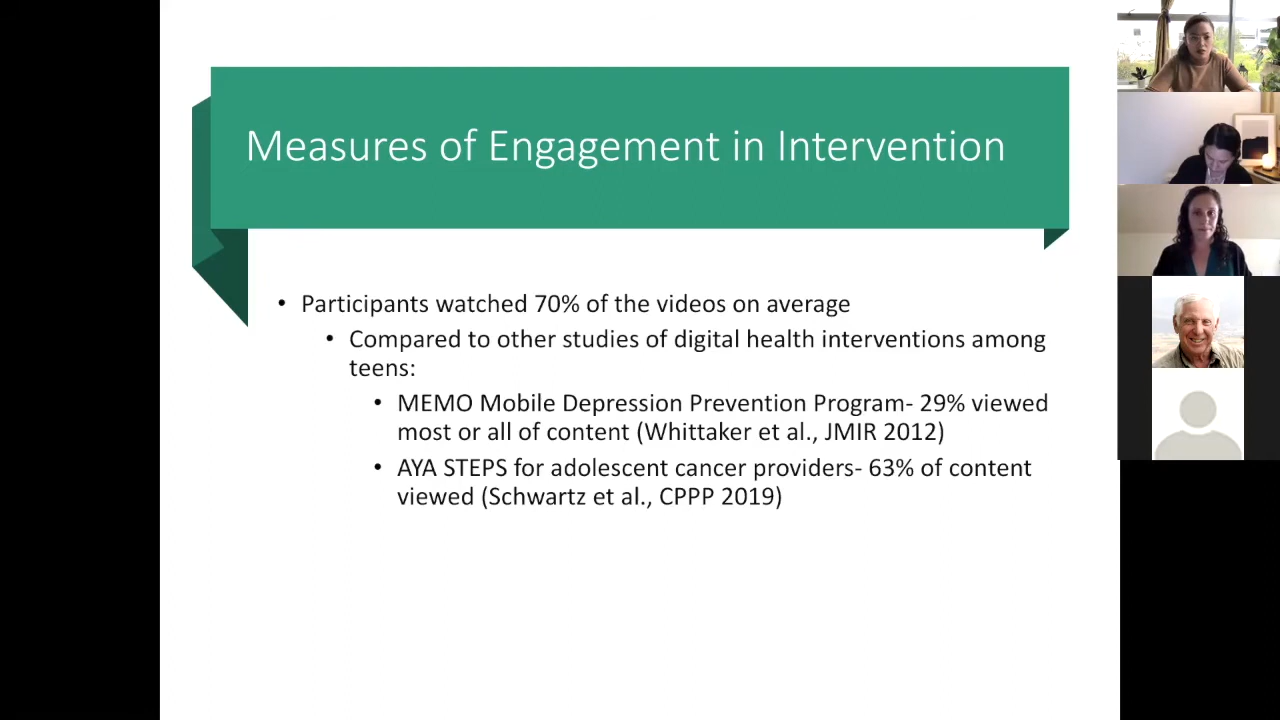 Measures of Engagement in Intervention
• Participants watched 70% of the videos on average
• Compared to other studies of digital health interventions among
teens:
• MEMO Mobile Depression Prevention Program- 29% viewed
most or all of content (Whittaker et al., JMIR 2012)
• AYA STEPS for adolescent cancer providers- 63% of content
viewed (Schwartz et al., CPPP 2019)